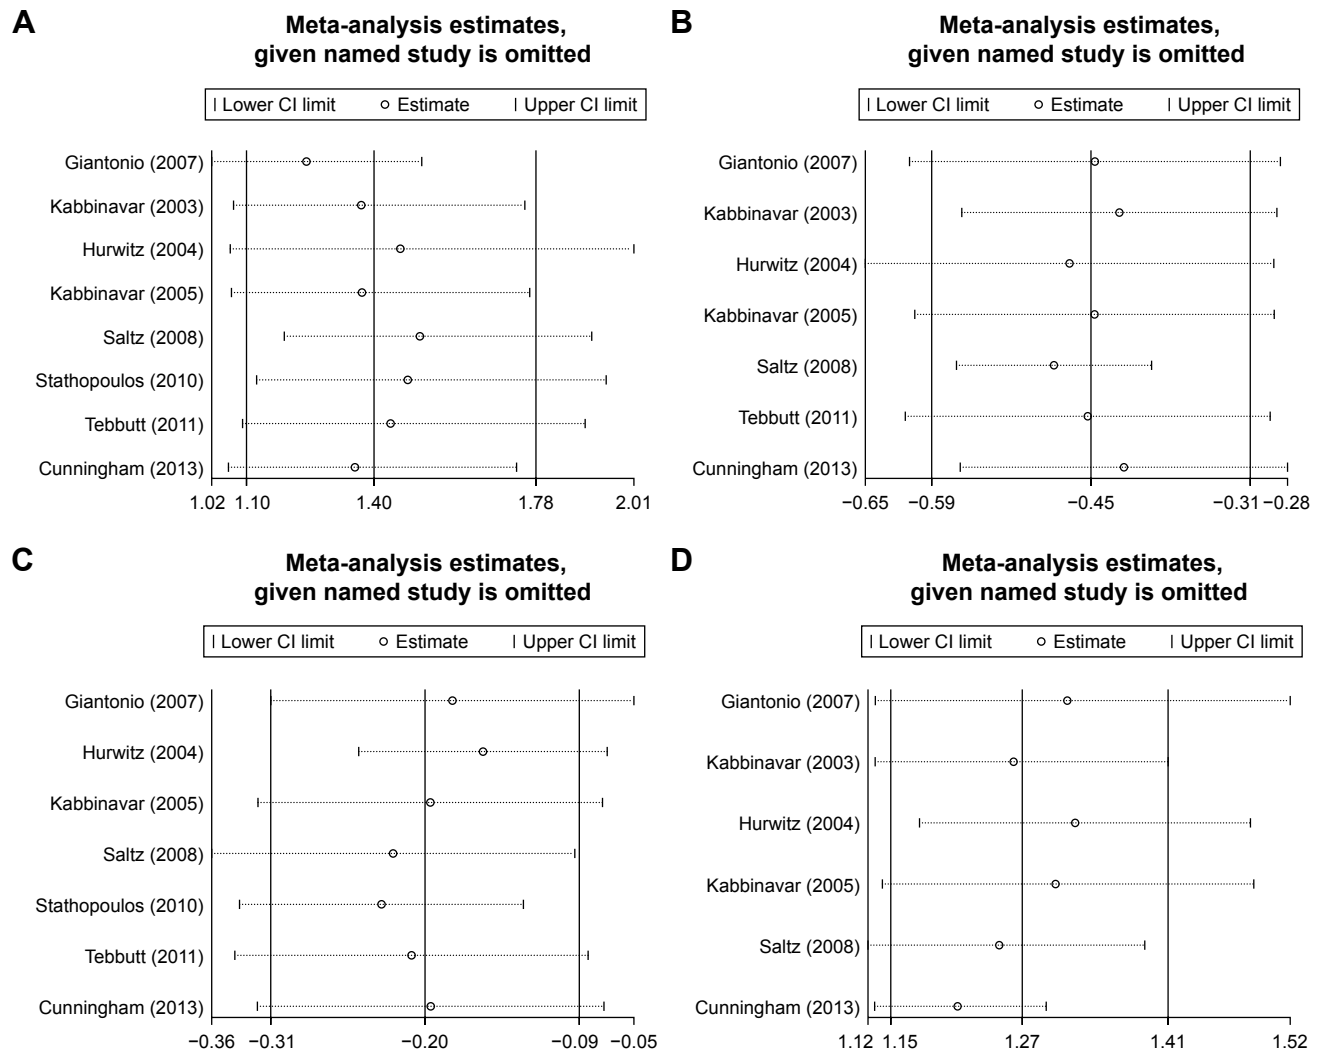 A
Meta-analysis estimates,
given named study is omitted
Lower CI limit Estimate Upper CI limit
Giantonio (2007)
Kabbinavar (2003)
Hurwitz (2004)
Kabbinavar (2005)
Saltz (2008)
Stathopoulos (2010)
Tebbutt (2011)
Cunningham (2013)
1.02 1.10 1.40 1.78 2.01
B
Meta-analysis estimates,
given named study is omitted
Lower CI limit Estimate Upper CI limit
Giantonio (2007)
Kabbinavar (2003)
Hurwitz (2004)
Kabbinavar (2005)
Saltz (2008)
Tebbutt (2011)
Cunningham (2013)
−0.65 −0.59 −0.45 −0.31 −0.28
C
Meta-analysis estimates,
given named study is omitted
Lower CI limit Estimate Upper CI limit
Giantonio (2007)
Hurwitz (2004)
Kabbinavar (2005)
Saltz (2008)
Stathopoulos (2010)
Tebbutt (2011)
Cunningham (2013)
−0.36 −0.31 −0.20 −0.09 −0.05
D
Meta-analysis estimates,
given named study is omitted
Lower CI limit Estimate Upper CI limit
Giantonio (2007)
Kabbinavar (2003)
Hurwitz (2004)
Kabbinavar (2005)
Saltz (2008)
Cunningham (2013)
1.12 1.15 1.27 1.41 1.52